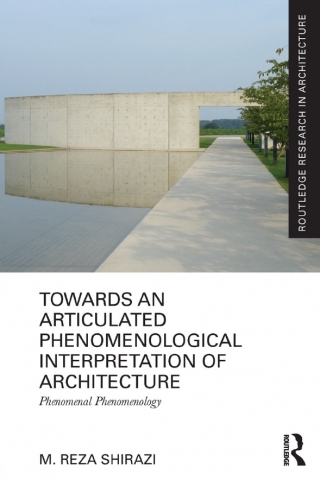 ROUTLEDGE RESEARCH IN ARCHITECTURE
TOWARDS AN
ARTICULATED
PHENOMENOLOGICAL
INTERPRETATION OF
ARCHITECTURE
Phenomenal Phenomenology
M. REZA SHIRAZI
ROUTLEDGE